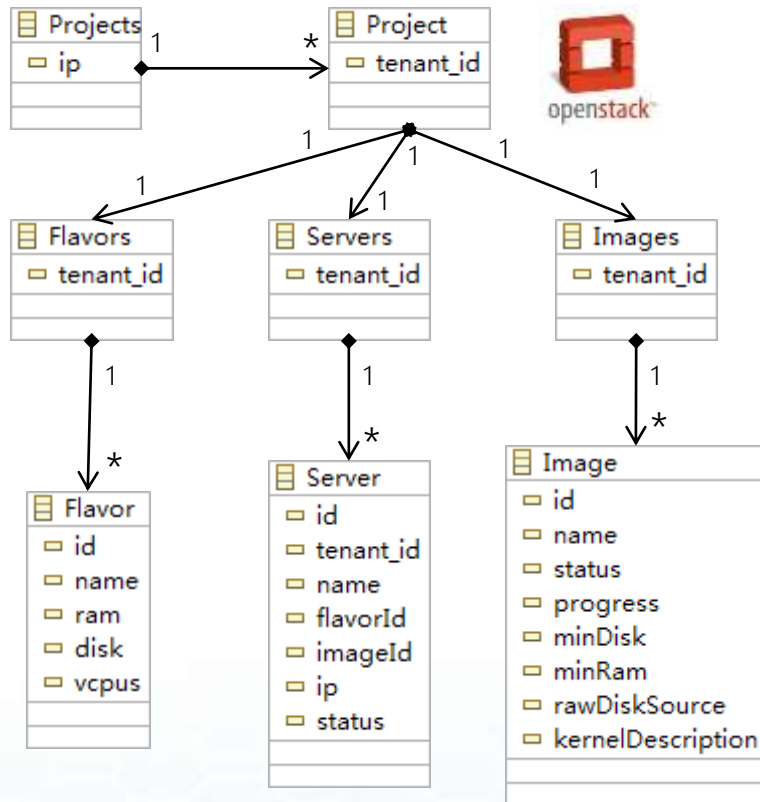 Projects
ip
1
*
Project
tenant_id
openstack
1
1
1
1
1
1
Flavors
tenant_id
Servers
tenant_id
Images
tenant_id
1
*
1
*
1
*
Flavor
id
name
ram
disk
vcpus
Server
id
tenant_id
name
flavorId
imageId
ip
status
Image
id
name
status
progress
minDisk
minRam
rawDiskSource
kernelDescription